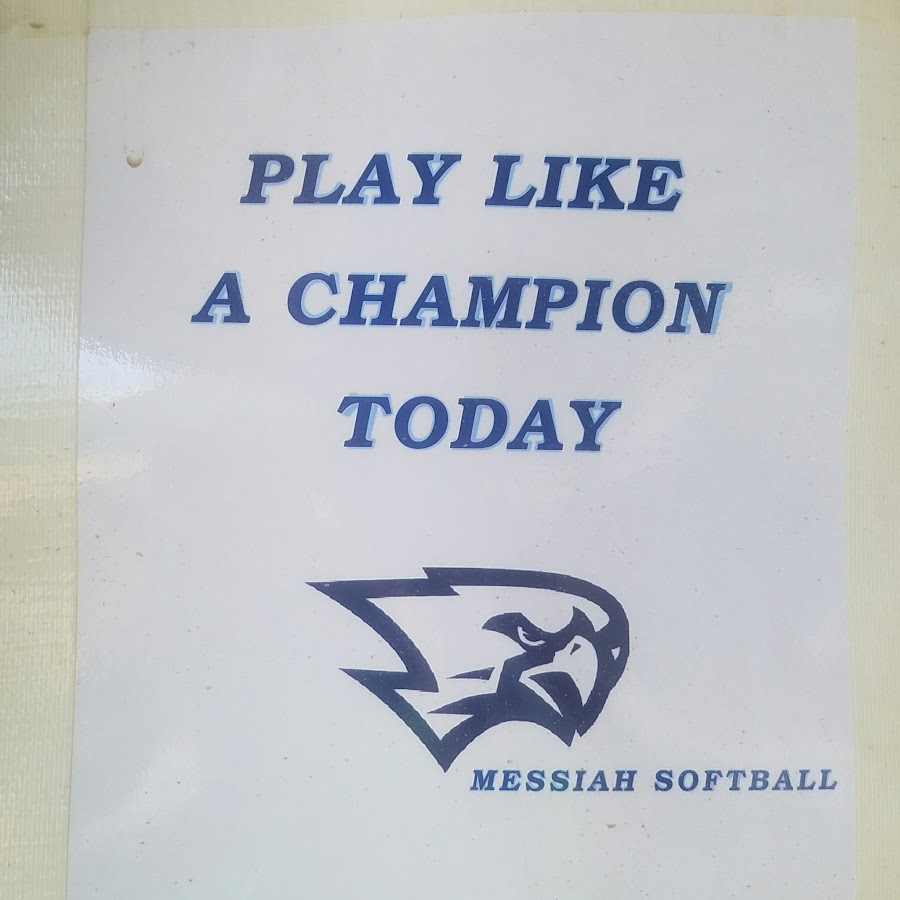 PLAY LIKE
A CHAMPION
TODAY
MESSIAH SOFTBALL